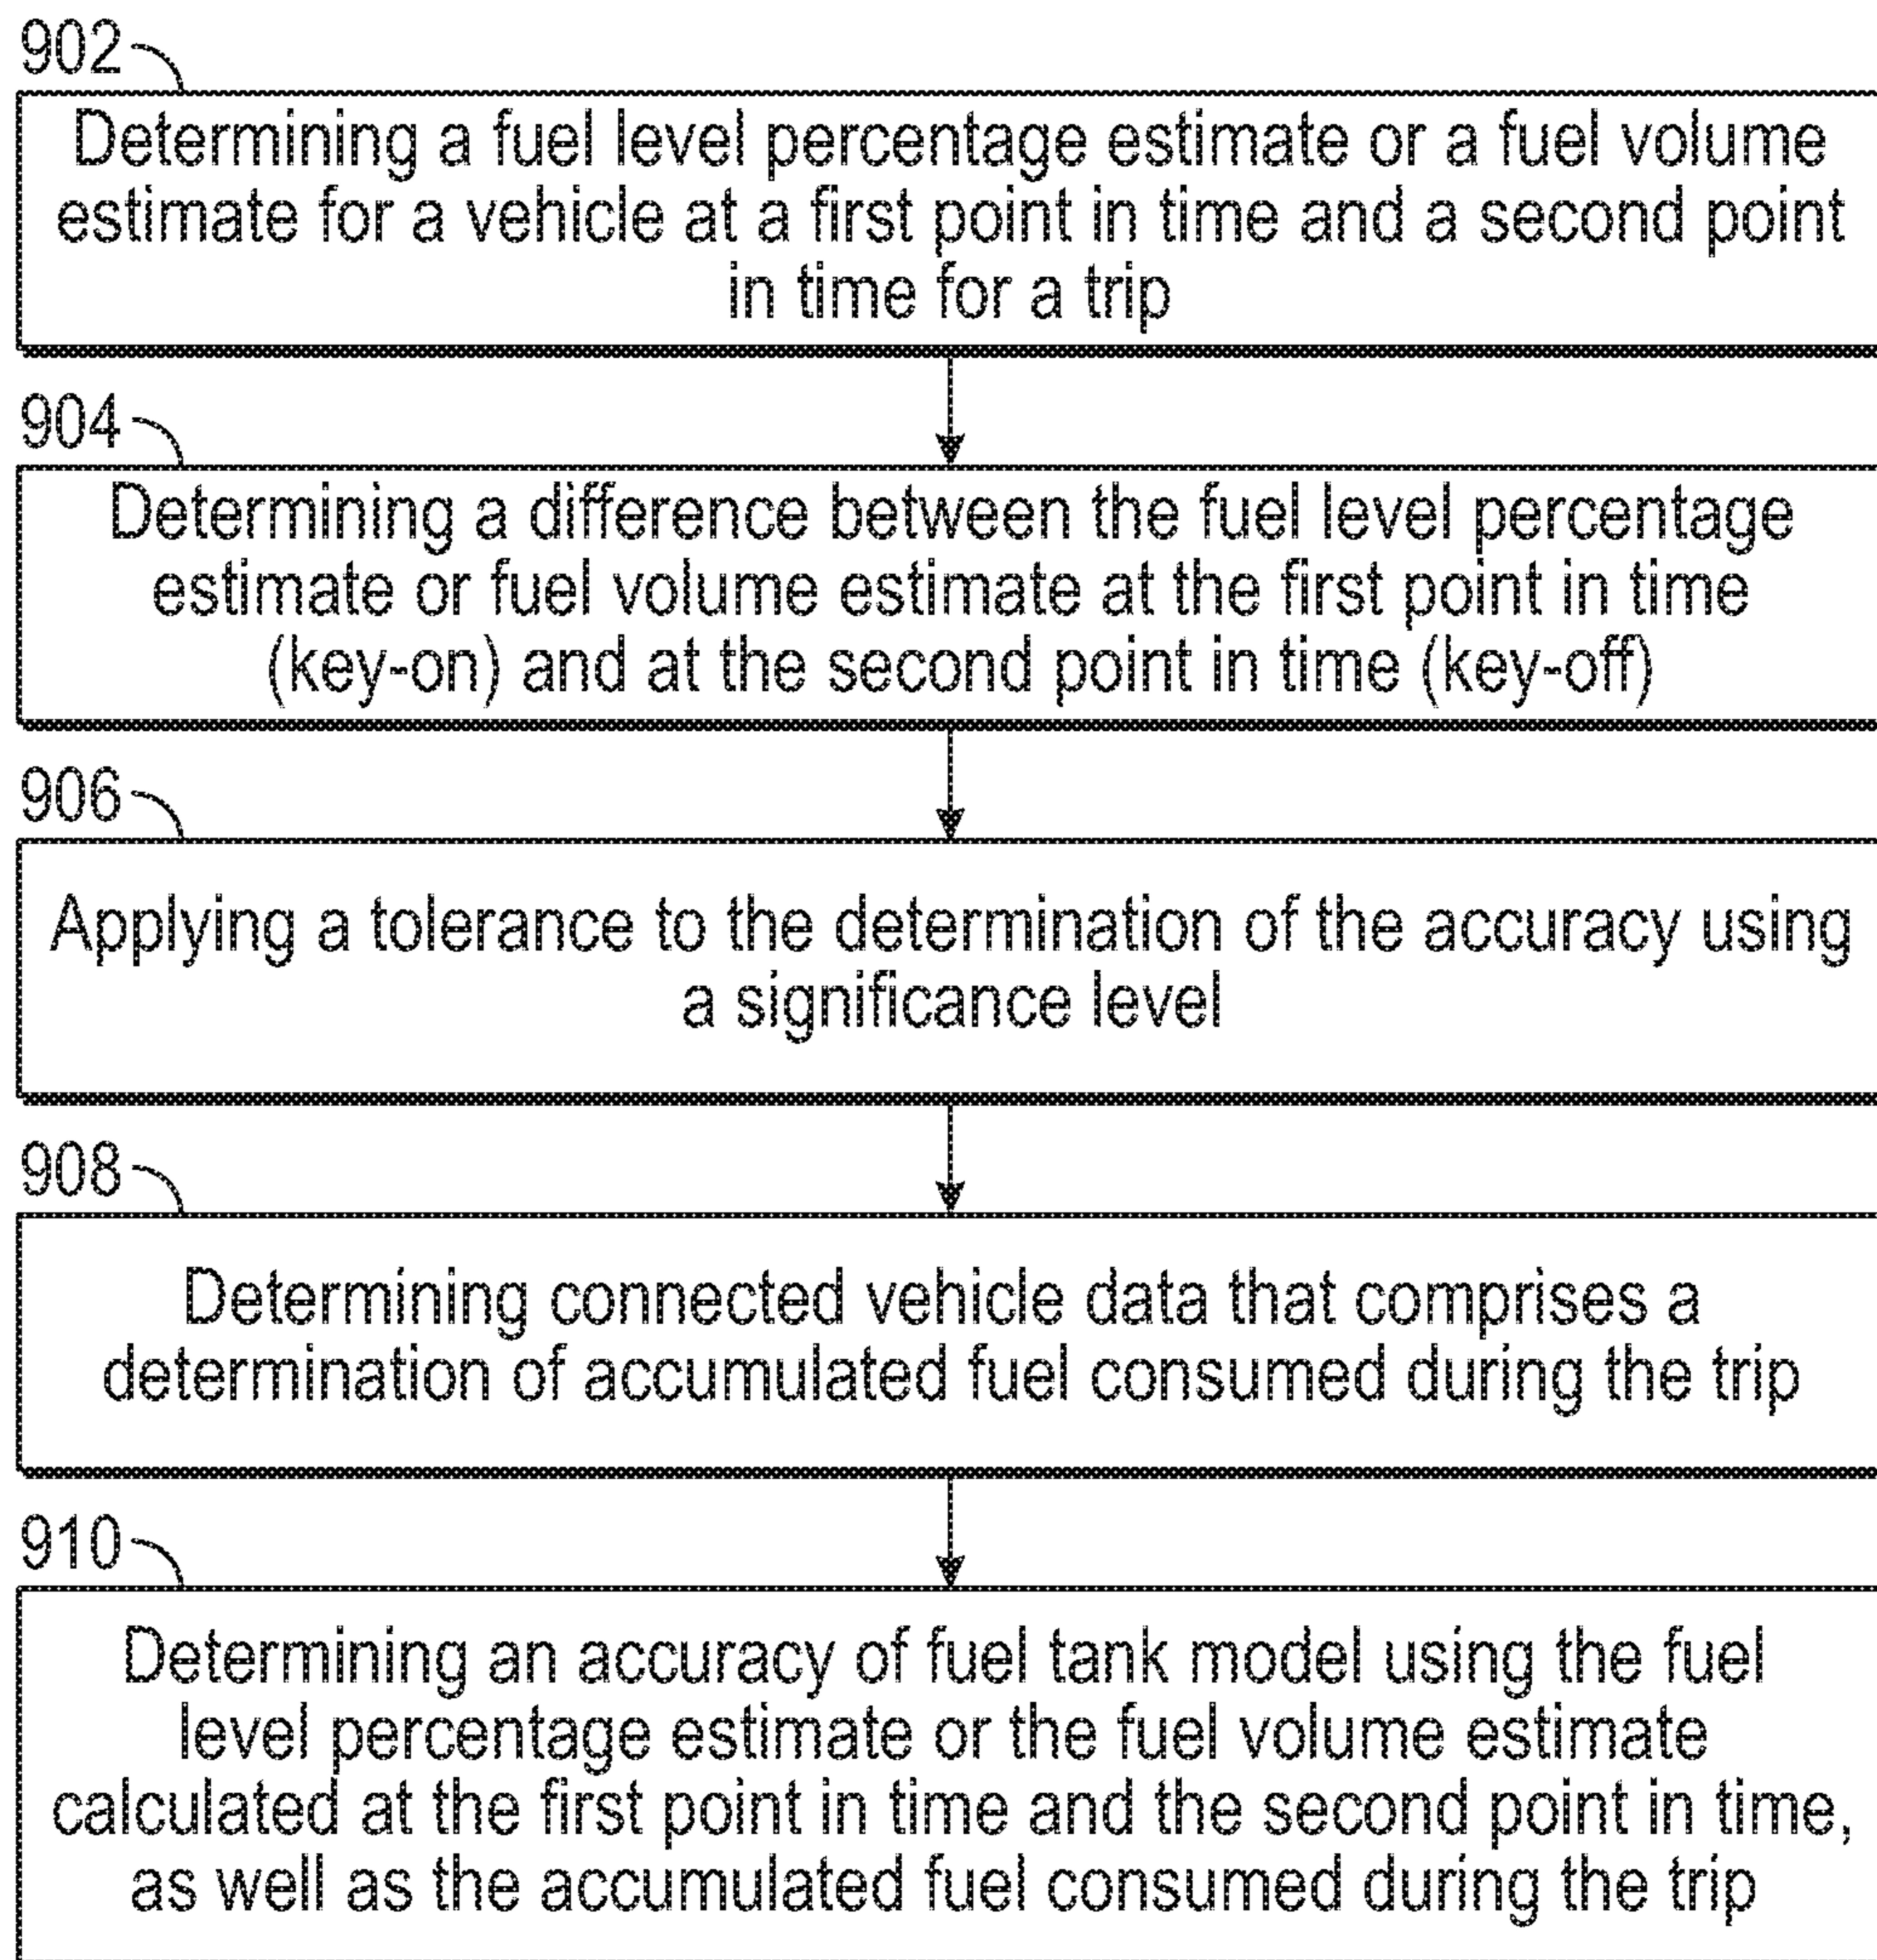 902
Determining a fuel level percentage estimate or a fuel volume
estimate for a vehicle at a first point in time and a second point
in time for a trip
904
Determining a difference between the fuel level percentage
estimate or fuel volume estimate at the first point in time
(key-on) and at the second point in time (key-off)
906
Applying a tolerance to the determination of the accuracy using
a significance level
908
Determining connected vehicle data that comprises a
determination of accumulated fuel consumed during the trip
910
Determining an accuracy of fuel tank model using the fuel
level percentage estimate or the fuel volume estimate
calculated at the first point in time and the second point in time,
as well as the accumulated fuel consumed during the trip